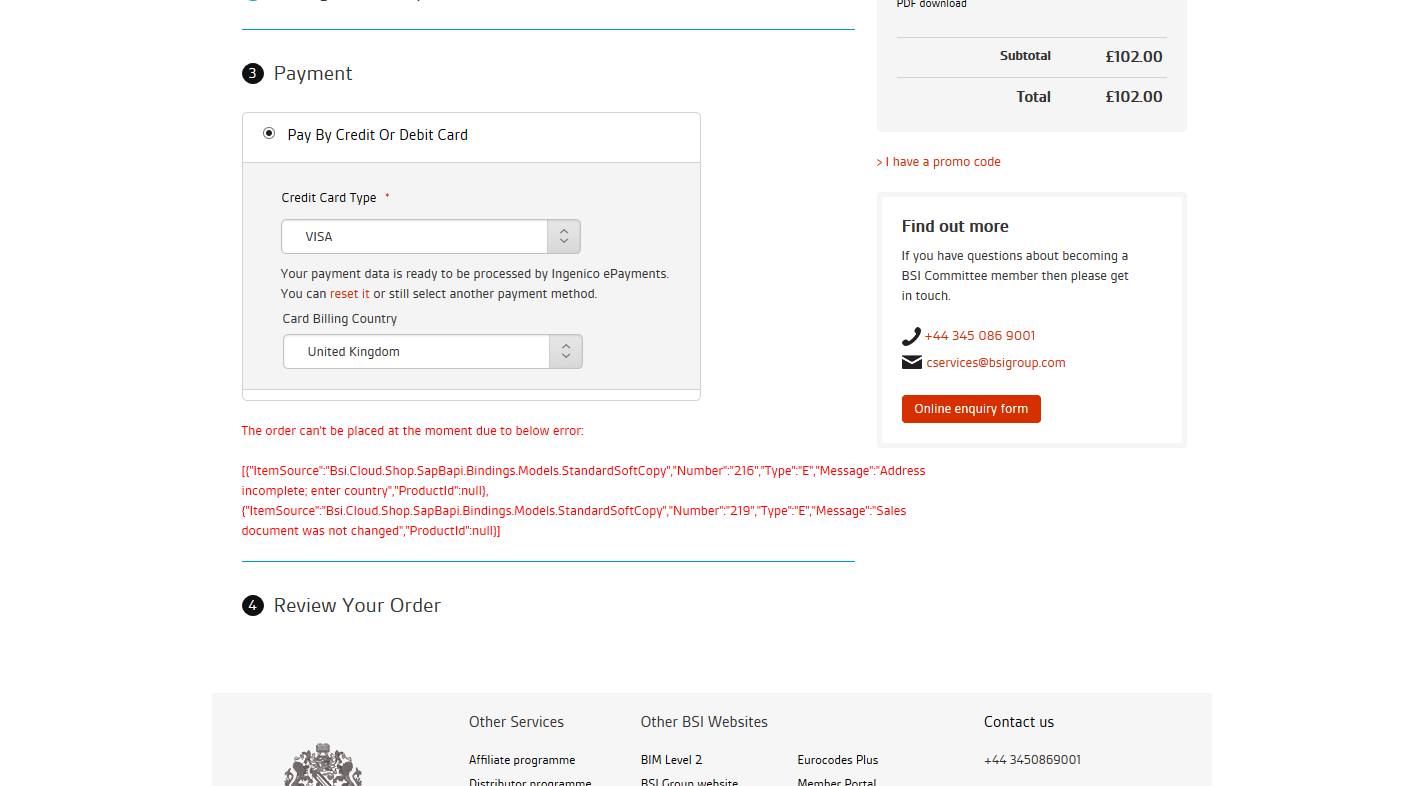 PDF download
Subtotal £102.00
Total £102.00
3 Payment
Pay By Credit Or Debit Card
Credit Card Type *
VISA
Your payment data is ready to be processed by Ingenico ePayments.
You can reset it or still select another payment method.
Card Billing Country
United Kingdom
The order can't be placed at the moment due to below error:
[{"ItemSource":"Bsi.Cloud.Shop.SapBapi.Bindings.Models.StandardSoftCopy","Number":"216","Type":"E","Message":"Address
incomplete; enter country","ProductId":null},
{"ItemSource":"Bsi.Cloud.Shop.SapBapi.Bindings.Models.StandardSoftCopy","Number":"219","Type":"E","Message":"Sales
document was not changed","ProductId":null}]
4 Review Your Order
> I have a promo code
Find out more
If you have questions about becoming a
BSI Committee member then please get
in touch.
+44 345 086 9001
cservices@bsigroup.com
Online enquiry form
Other Services
Affiliate programme
Distributor programme
Other BSI Websites
BIM Level 2
BSI Group website
Eurocodes Plus
Member Portal
Contact us
+44 3450869001